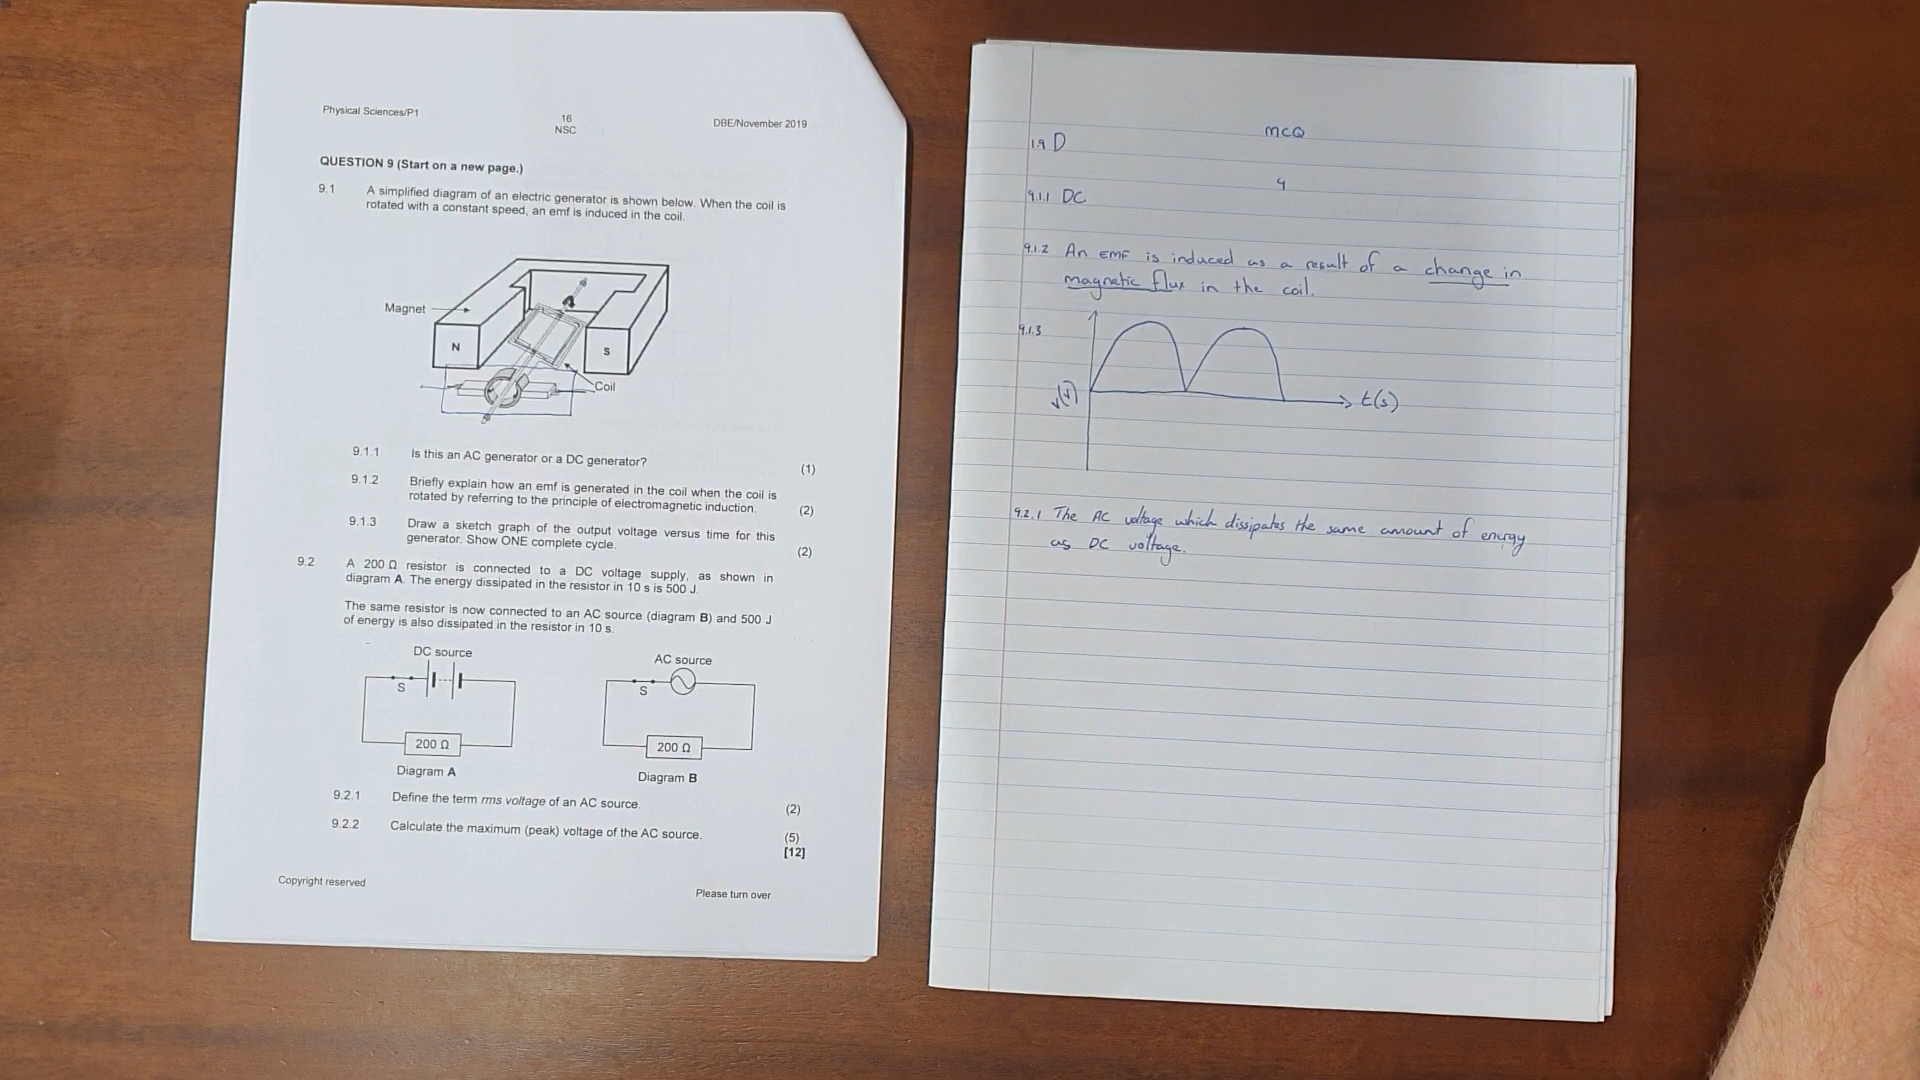 Physical Sciences/P1
16
NSC
DBE/November 2019
QUESTION 9 (Start on a new page.)
9.1 A simplified diagram of an electric generator is shown below. When the coil is
rotated with a constant speed, an emf is induced in the coil.
Magnet
N
S
Coil
9.1.1 Is this an AC generator or a DC generator? (1)
9.1.2 Briefly explain how an emf is generated in the coil when the coil is
rotated by referring to the principle of electromagnetic induction. (2)
9.1.3 Draw a sketch graph of the output voltage versus time for this
generator. Show ONE complete cycle. (2)
9.2 A 200 Ω resistor is connected to a DC voltage supply, as shown in
diagram A. The energy dissipated in the resistor in 10 s is 500 J.
The same resistor is now connected to an AC source (diagram B) and 500 J
of energy is also dissipated in the resistor in 10 s.
DC source
S
200 Ω
Diagram A
AC source
S
200 Ω
Diagram B
9.2.1 Define the term rms voltage of an AC source. (2)
9.2.2 Calculate the maximum (peak) voltage of the AC source. (5)
[12]
Copyright reserved
Please turn over
MCQ
1.9 D
9
9.1.1 DC
9.1.2 An EMF is induced as a result of a change in
magnetic flux in the coil.
9.1.3
V(V)
t(s)
9.2.1 The AC voltage which dissipates the same amount of energy
as DC voltage.